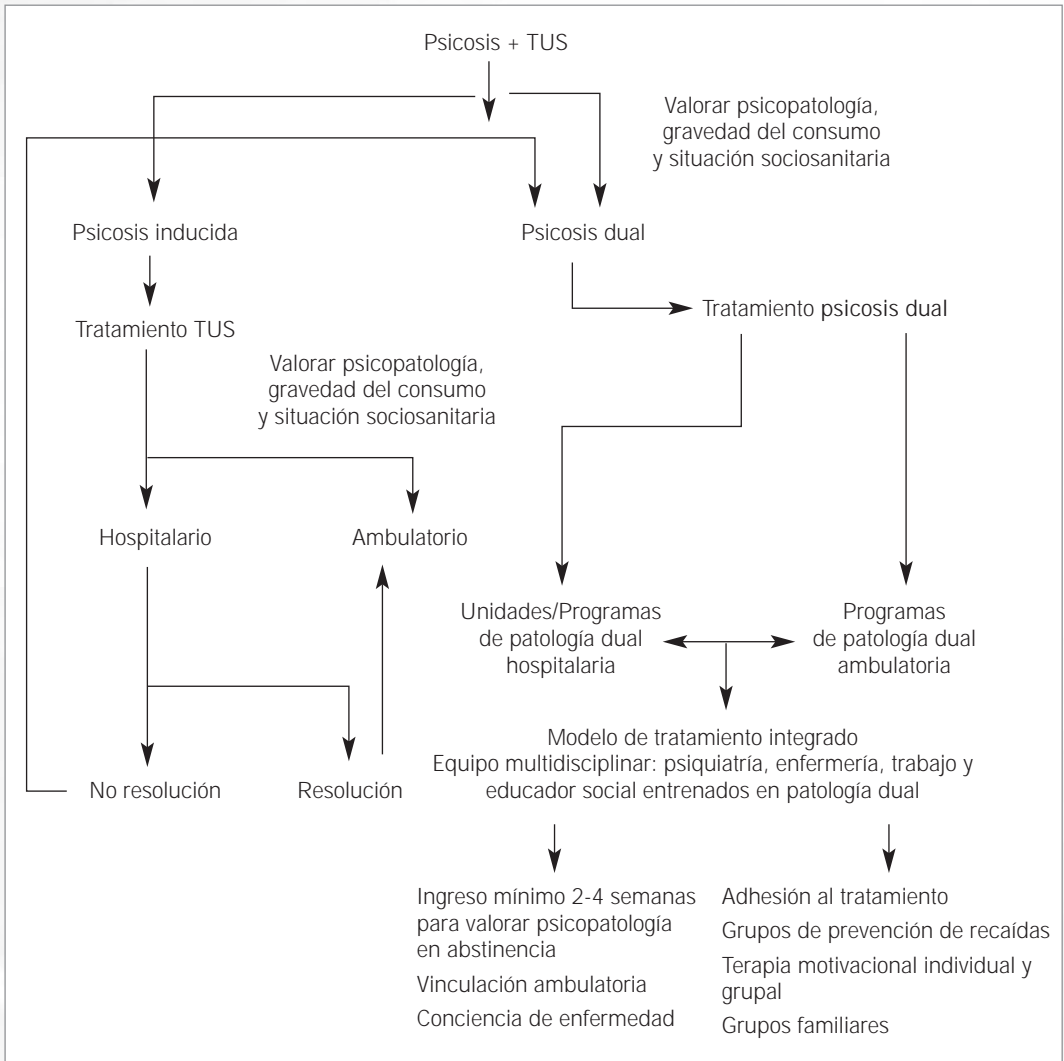 Psicosis + TUS
Valorar psicopatología,
gravedad del consumo
y situación sociosanitaria
Psicosis inducida
Psicosis dual
Tratamiento TUS
Tratamiento psicosis dual
Valorar psicopatología,
gravedad del consumo
y situación sociosanitaria
Hospitalario
Ambulatorio
Unidades/Programas
de patología dual
hospitalaria
Programas
de patología dual
ambulatoria
No resolución
Resolución
Modelo de tratamiento integrado
Equipo multidisciplinar: psiquiatría, enfermería, trabajo y
educador social entrenados en patología dual
Ingreso mínimo 2-4 semanas
para valorar psicopatología
en abstinencia
Vinculación ambulatoria
Conciencia de enfermedad
Adhesión al tratamiento
Grupos de prevención de recaídas
Terapia motivacional individual y
grupal
Grupos familiares